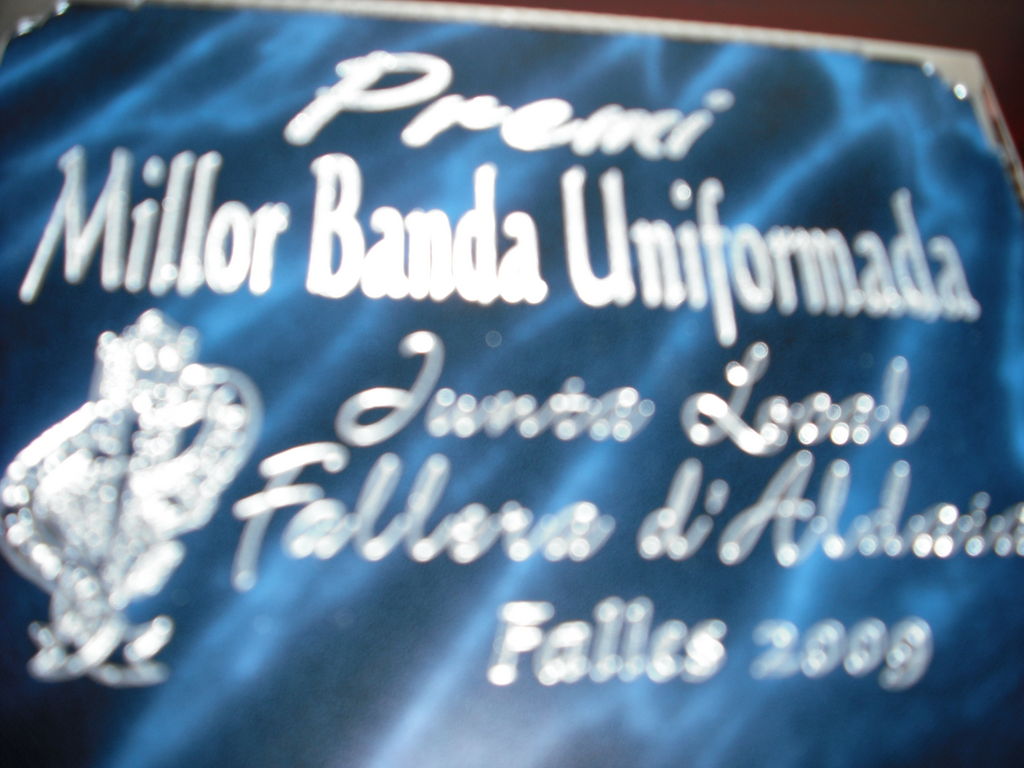 Premi
Millor Banda Uniformada
Junta Local
Fallera d'Aldaia
Falles 2009